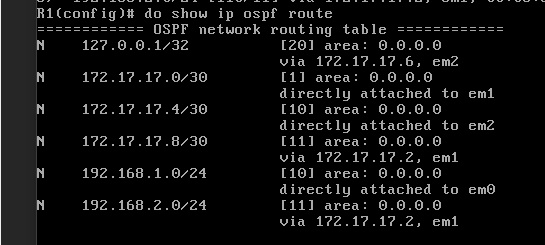 R1(config)# do show ip ospf route
============ OSPF network routing table ============
N    127.0.0.1/32          [20] area: 0.0.0.0
                           via 172.17.17.6, em2
N    172.17.17.0/30        [1] area: 0.0.0.0
                           directly attached to em1
N    172.17.17.4/30        [10] area: 0.0.0.0
                           directly attached to em2
N    172.17.17.8/30        [11] area: 0.0.0.0
                           via 172.17.17.2, em1
N    192.168.1.0/24        [10] area: 0.0.0.0
                           directly attached to em0
N    192.168.2.0/24        [11] area: 0.0.0.0
                           via 172.17.17.2, em1